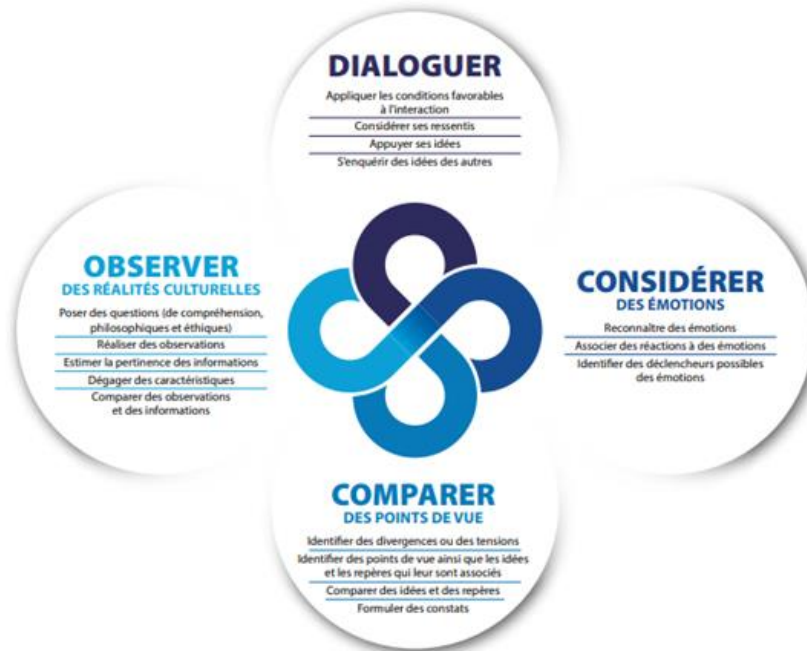 DIALOGUER
Appliquer les conditions favorables
à l'interaction
Considérer ses ressentis
Appuyer ses idées
S'enquérir des idées des autres
OBSERVER
DES RÉALITÉS CULTURELLES
Poser des questions (de compréhension,
philosophiques et éthiques)
Réaliser des observations
Estimer la pertinence des informations
Dégager des caractéristiques
Comparer des observations
et des informations
CONSIDÉRER
DES ÉMOTIONS
Reconnaître des émotions
Associer des réactions à des émotions
Identifier des déclencheurs possibles
des émotions
COMPARER
DES POINTS DE VUE
Identifier des divergences ou des tensions
Identifier des points de vue ainsi que les idées
et les repères qui leur sont associés
Comparer des idées et des repères
Formuler des constats